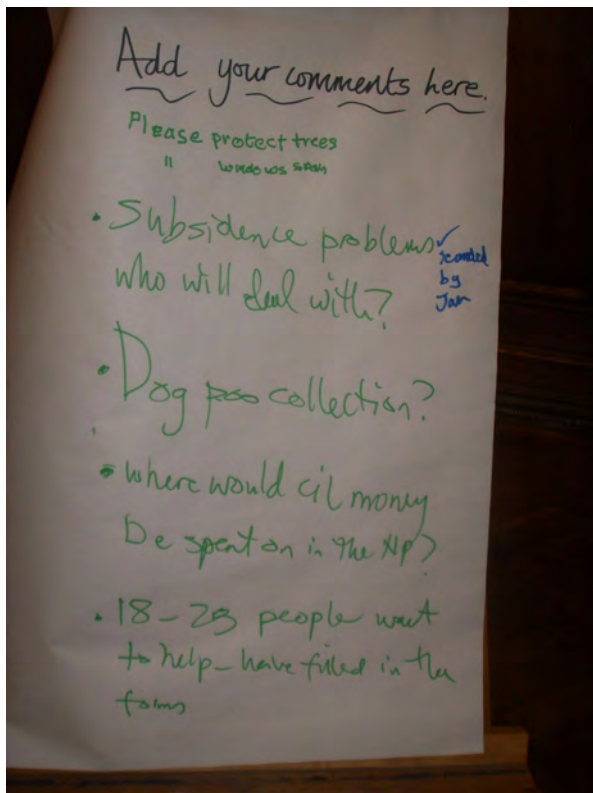 Add your comments here.
Please protect trees
" windows
• Subsidence problems ✓
who will deal with?
by
Jan
• Dog poo collection?
• where would cil money
be spent on in the NP?
• 18-25 people want
to help - have filled in the
forms